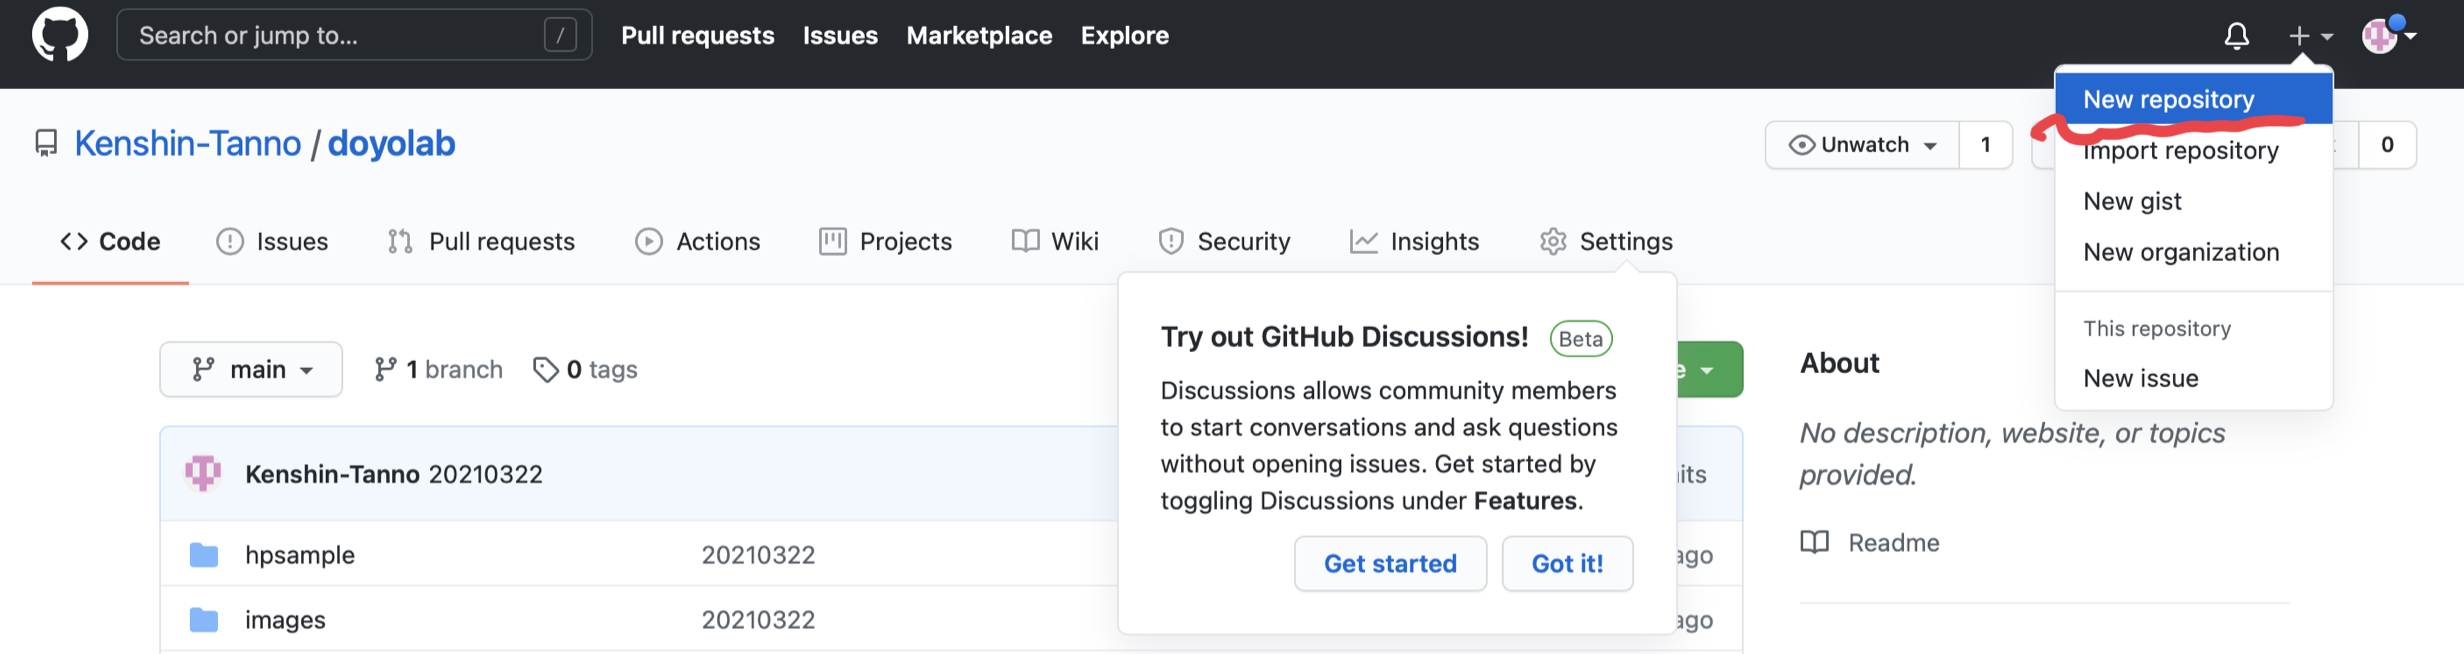 Search or jump to... /
Pull requests Issues Marketplace Explore
New repository
Import repository
New gist
New organization
This repository
New issue
Kenshin-Tanno / doyolab
Unwatch 1
0
Code Issues Pull requests Actions Projects Wiki Security Insights Settings
main 1 branch 0 tags
Try out GitHub Discussions! Beta
Discussions allows community members
to start conversations and ask questions
without opening issues. Get started by
toggling Discussions under Features.
Get started Got it!
About
No description, website, or topics
provided.
Readme
Kenshin-Tanno 20210322
hpsample 20210322 ago
images 20210322 ago